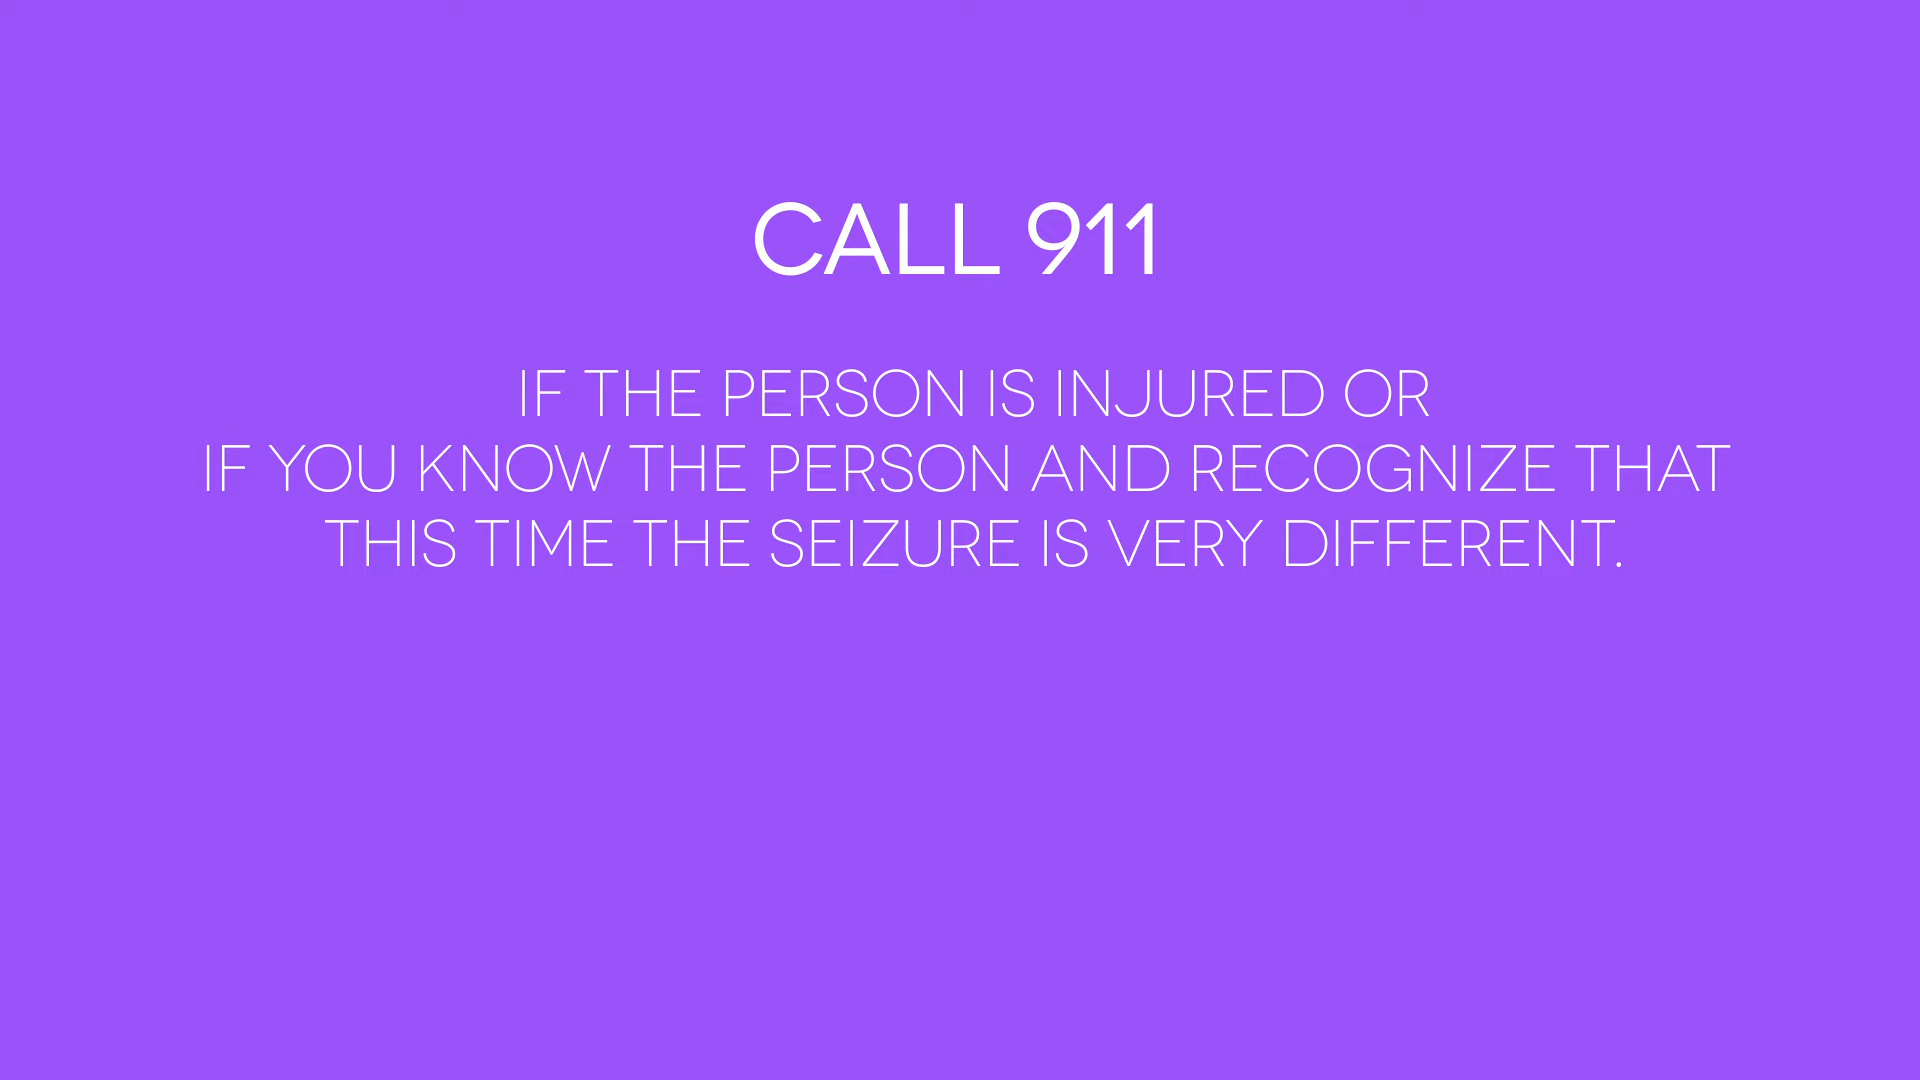 CALL 911
IF THE PERSON IS INJURED OR
IF YOU KNOW THE PERSON AND RECOGNIZE THAT
THIS TIME THE SEIZURE IS VERY DIFFERENT.